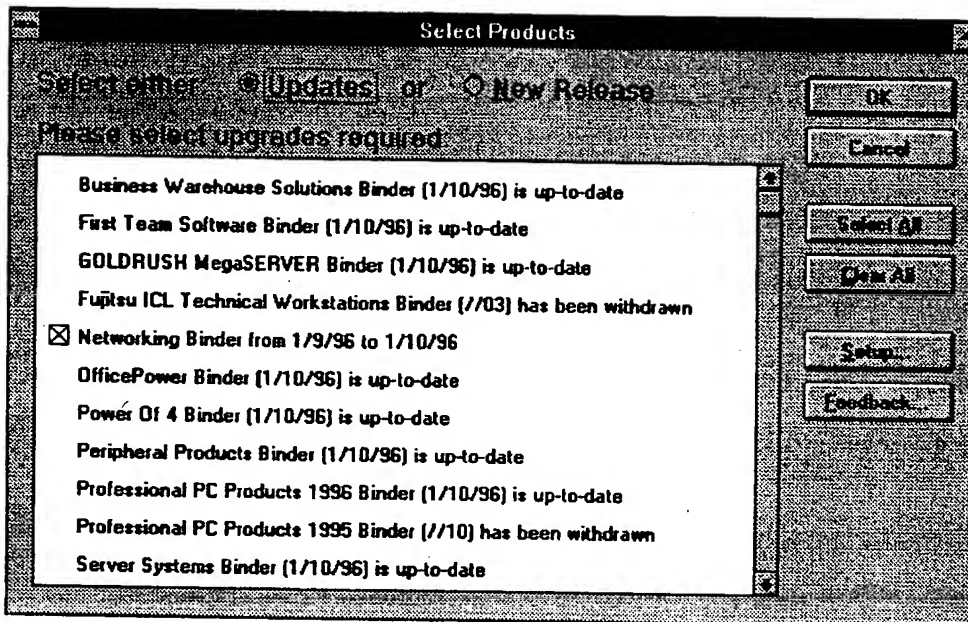 Select Products
Select either Updates or New Release
Please select upgrades required
Business Warehouse Solutions Binder (1/10/96) is up-to-date
First Team Software Binder (1/10/96) is up-to-date
GOLDRUSH MegaSERVER Binder (1/10/96) is up-to-date
Fujitsu ICL Technical Workstations Binder (//03) has been withdrawn
Networking Binder from 1/9/96 to 1/10/96
OfficePower Binder (1/10/96) is up-to-date
Power Of 4 Binder (1/10/96) is up-to-date
Peripheral Products Binder (1/10/96) is up-to-date
Professional PC Products 1996 Binder (1/10/96) is up-to-date
Professional PC Products 1995 Binder (//10) has been withdrawn
Server Systems Binder (1/10/96) is up-to-date
OK
Cancel
Select All
Clear All
Setup...
Feedback...